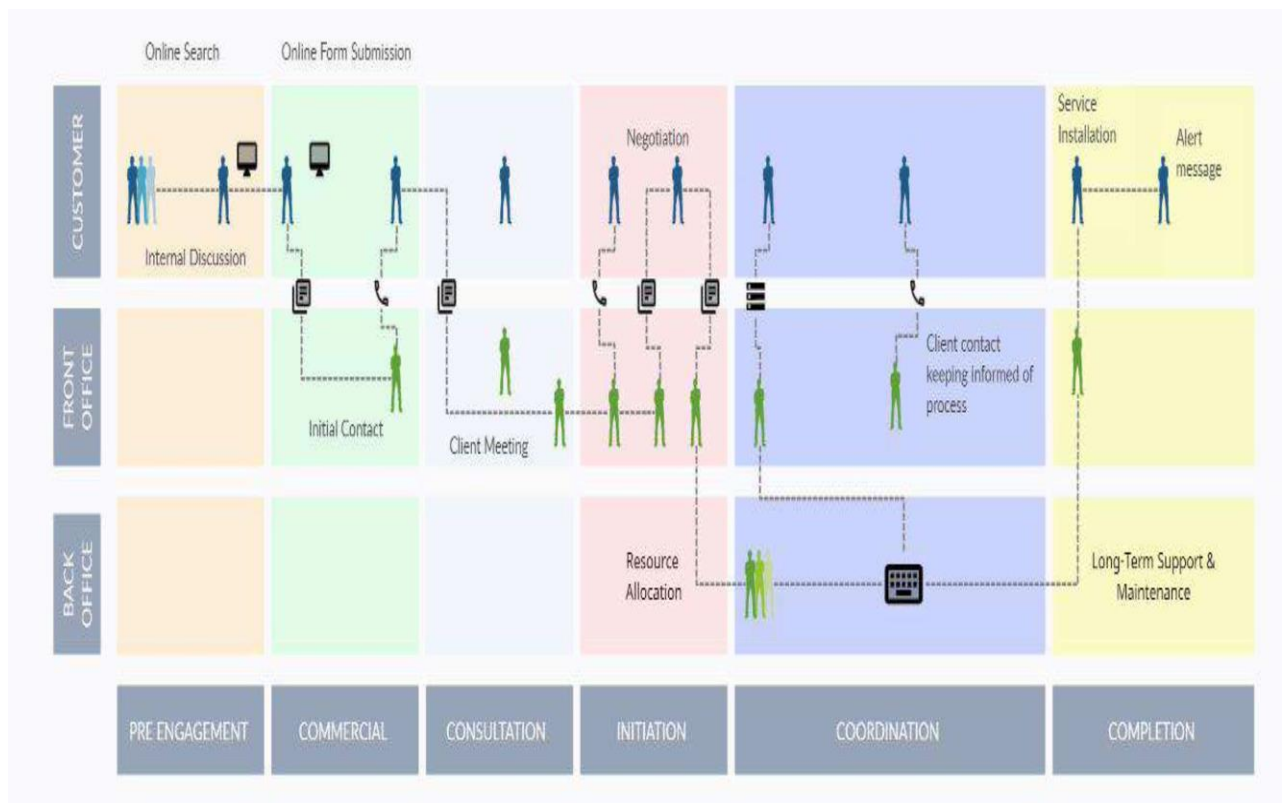 Online Search
Online Form Submission
CUSTOMER
Internal Discussion
Negotiation
Service
Installation
Alert
message
FRONT
OFFICE
Initial Contact
Client Meeting
Client contact
keeping informed of
process
BACK
OFFICE
Resource
Allocation
Long-Term Support &
Maintenance
PRE ENGAGEMENT
COMMERCIAL
CONSULTATION
INITIATION
COORDINATION
COMPLETION